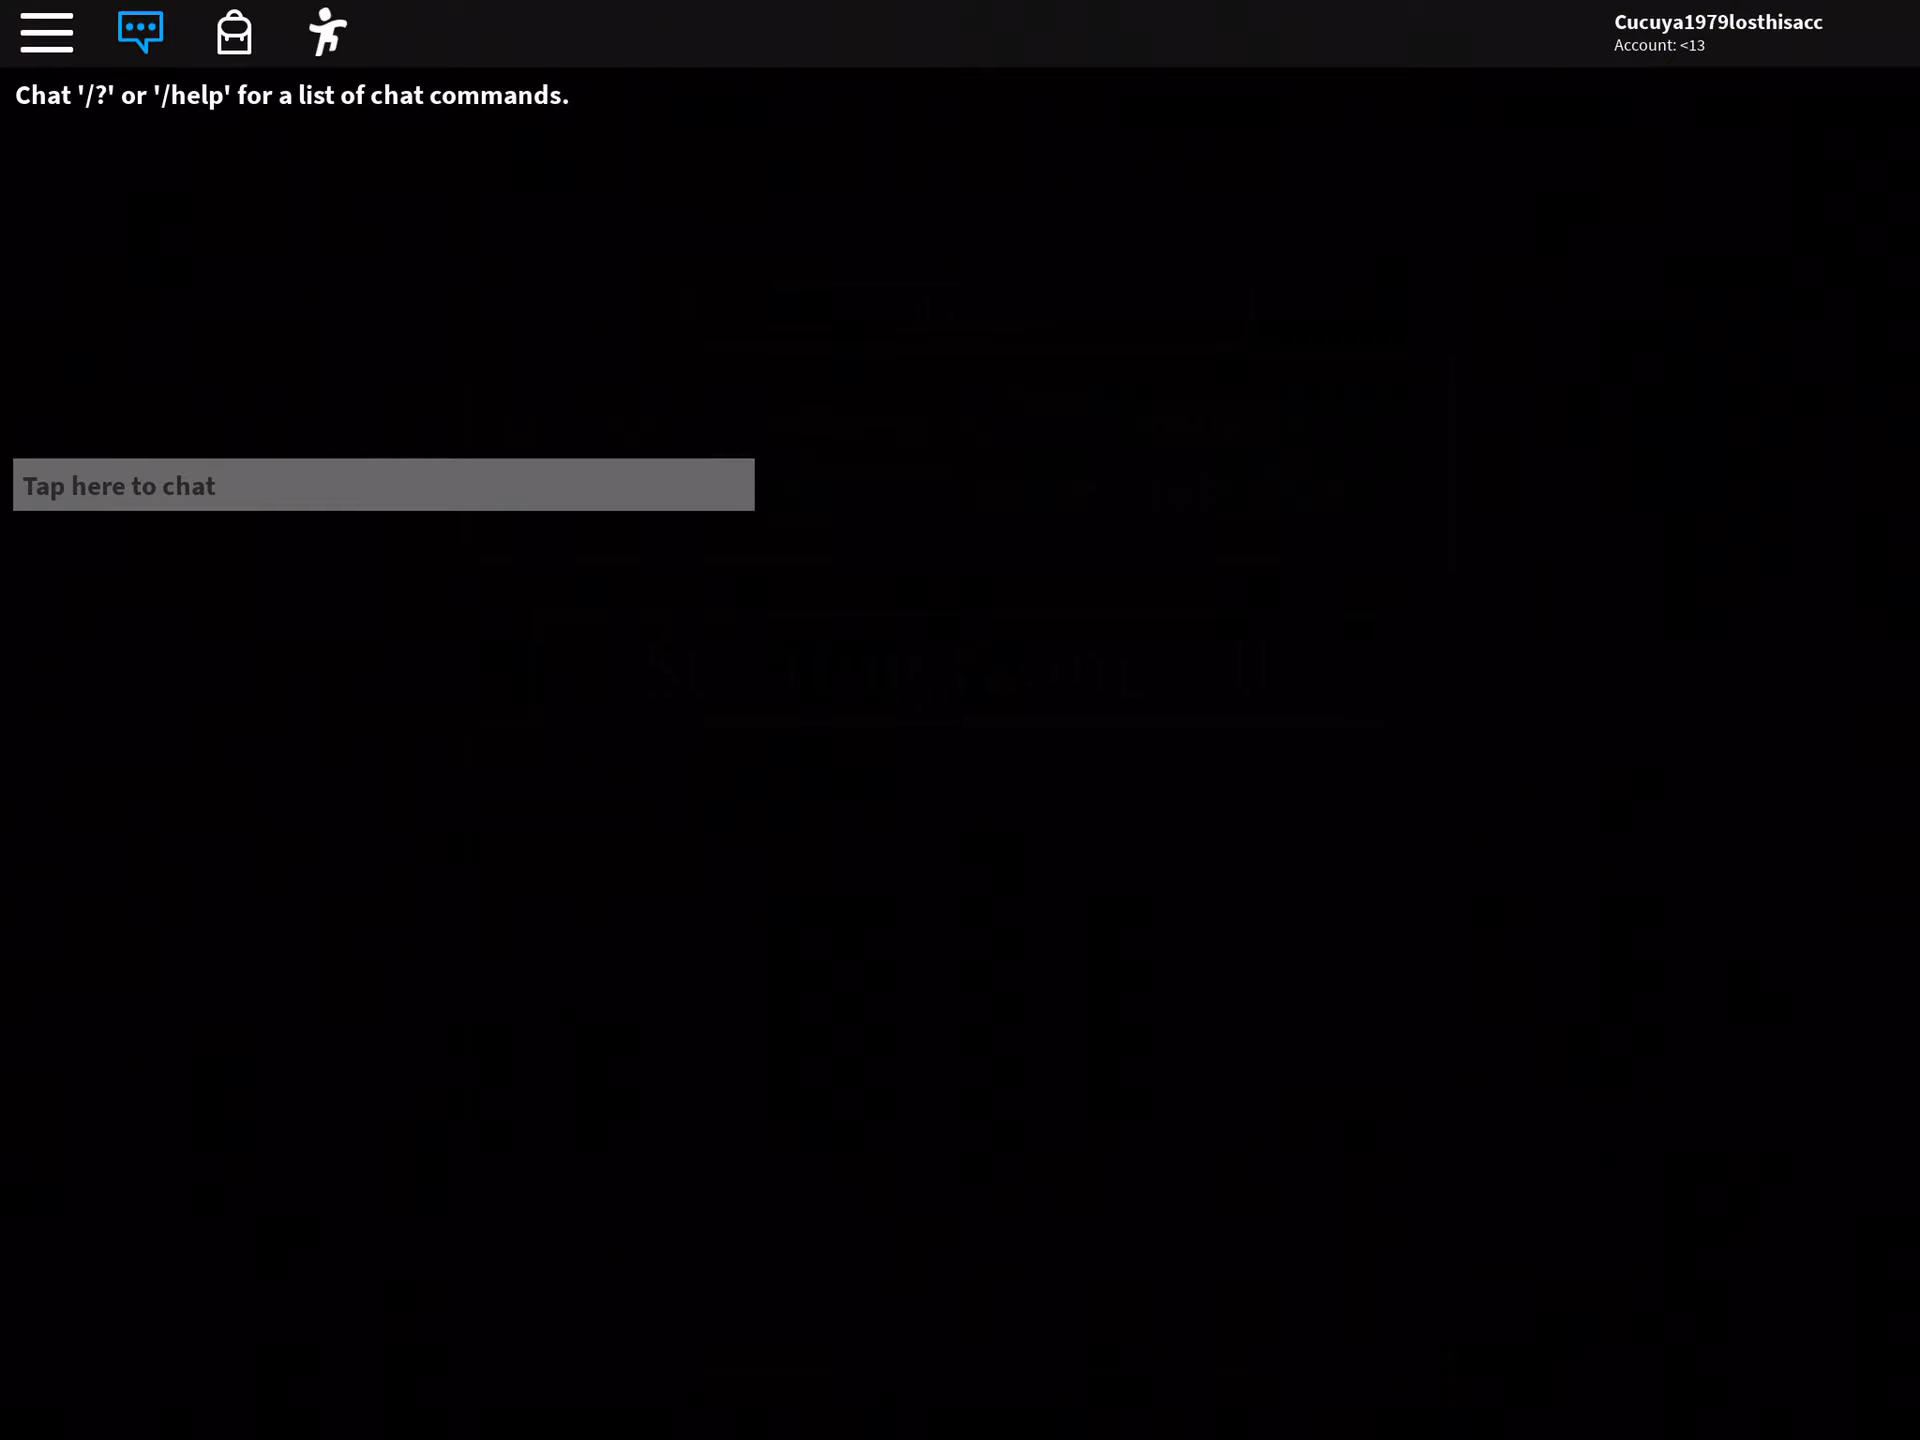 Cucuya1979losthisacc
Account: <13
Chat '/?' or '/help' for a list of chat commands.
Tap here to chat